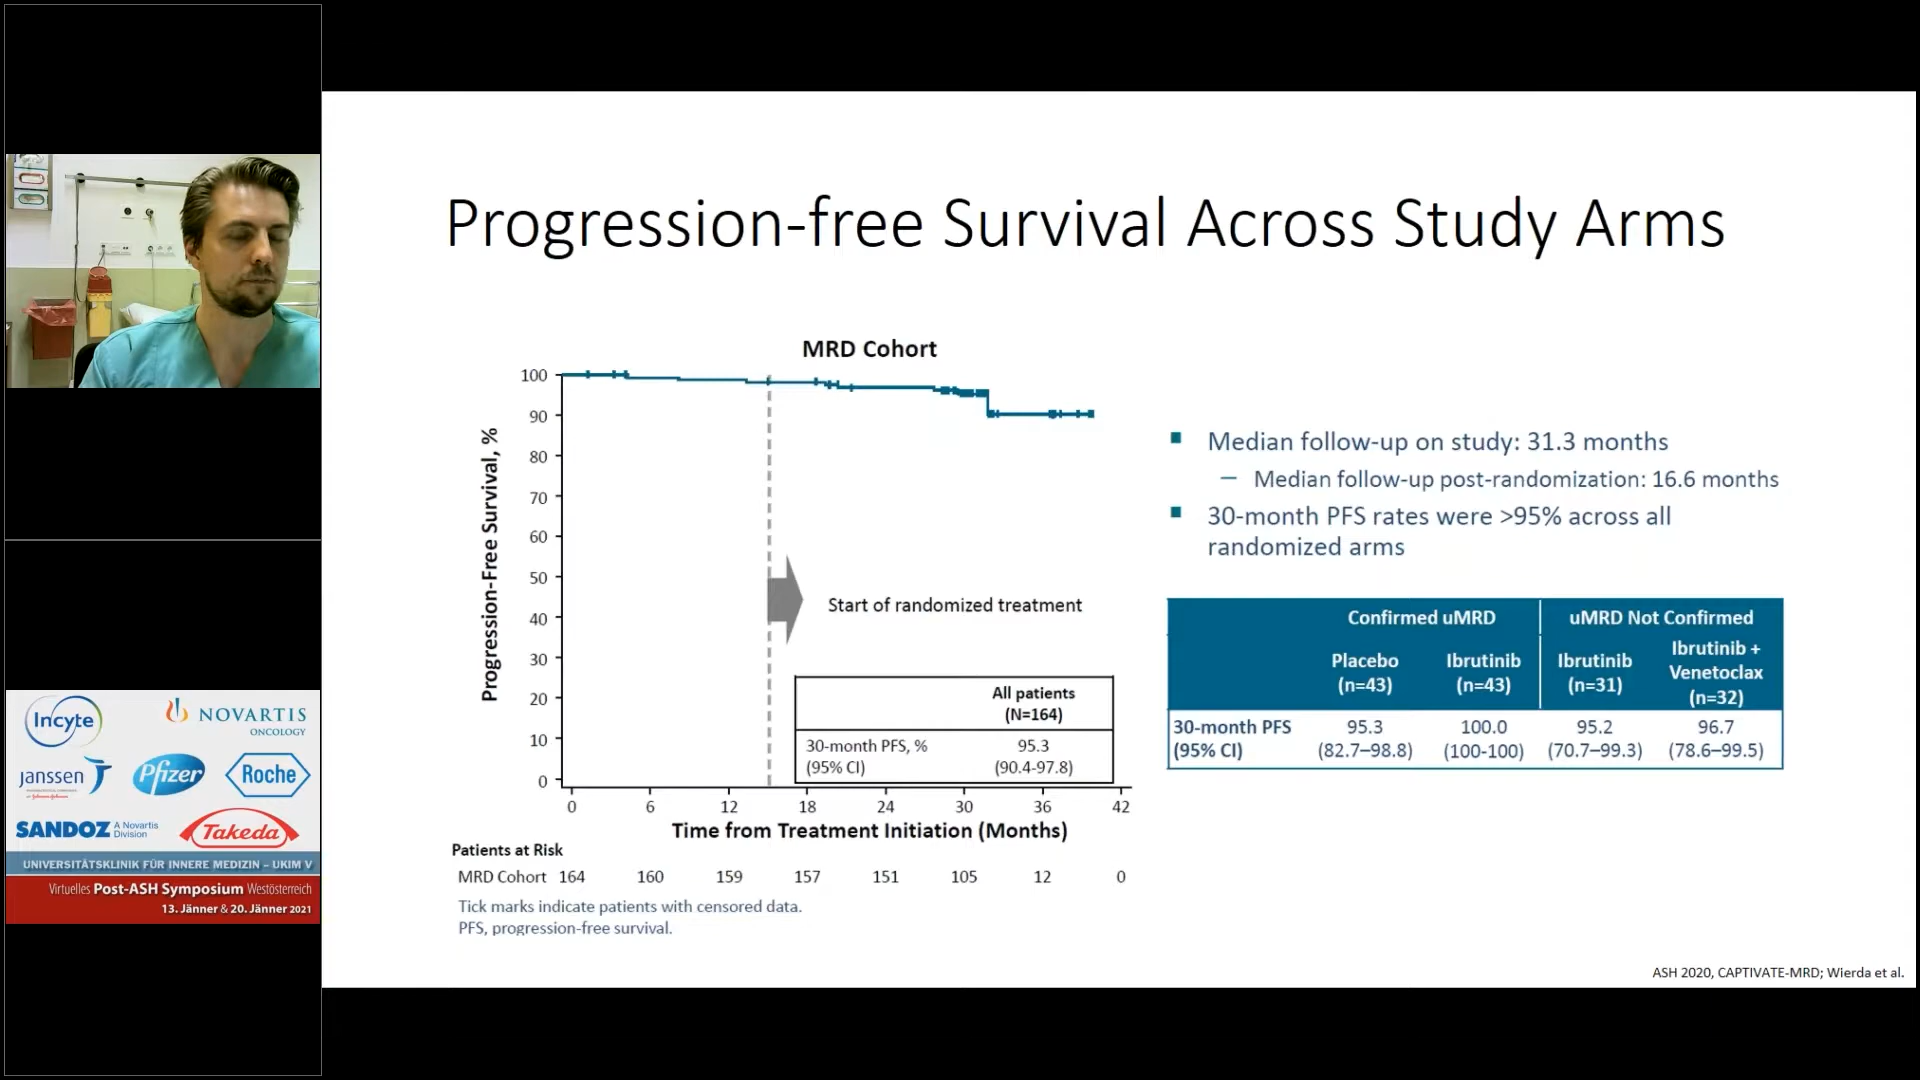 Progression-free Survival Across Study Arms
MRD Cohort
Progression-Free Survival, %
100
90
80
70
60
50
40
30
20
10
0
Start of randomized treatment
All patients
(N=164)
30-month PFS, % 95.3
(95% CI) (90.4-97.8)
0 6 12 18 24 30 36 42
Time from Treatment Initiation (Months)
Patients at Risk
MRD Cohort 164 160 159 157 151 105 12 0
Tick marks indicate patients with censored data.
PFS, progression-free survival.
Median follow-up on study: 31.3 months
– Median follow-up post-randomization: 16.6 months
30-month PFS rates were >95% across all
randomized arms
Confirmed uMRD uMRD Not Confirmed
Placebo Ibrutinib Ibrutinib Ibrutinib +
Venetoclax
(n=43) (n=43) (n=31) (n=32)
30-month PFS 95.3 100.0 95.2 96.7
(95% CI) (82.7–98.8) (100-100) (70.7–99.3) (78.6–99.5)
ASH 2020, CAPTIVATE-MRD; Wierda et al.
Incyte
NOVARTIS
ONCOLOGY
janssen
Pfizer
Roche
SANDOZ A Novartis
Division
Takeda
UNIVERSITÄTSKLINIK FÜR INNERE MEDIZIN – UKIM V
Virtuelles Post-ASH Symposium Westösterreich
13. Jänner & 20. Jänner 2021